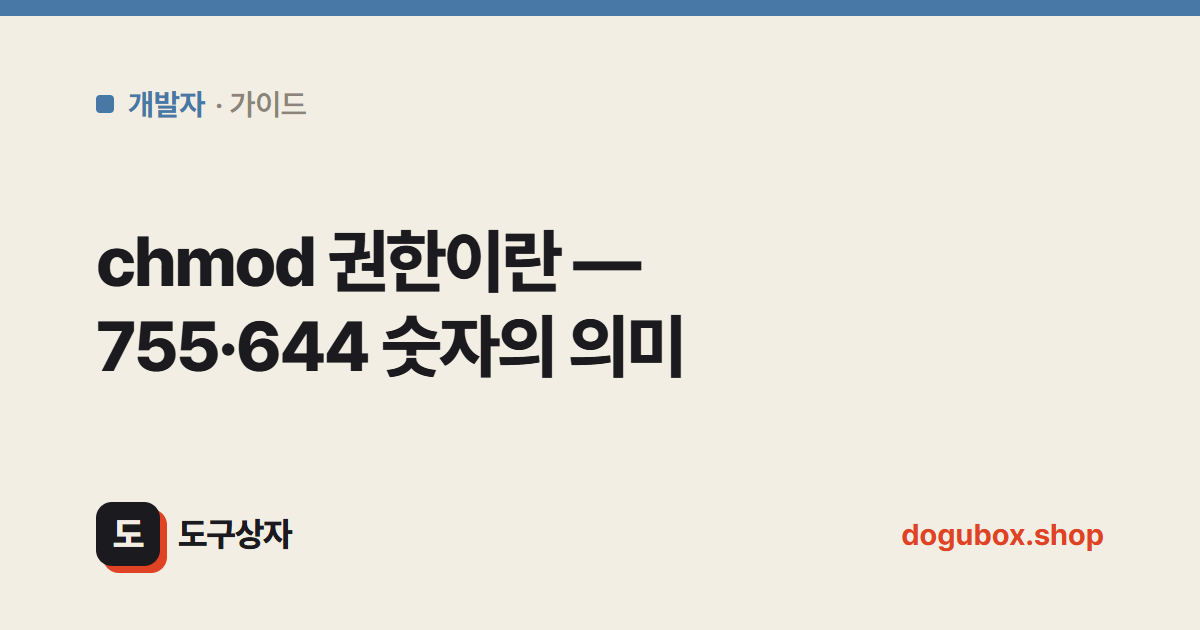 개발자 · 가이드
chmod 권한이란 —
755·644 숫자의 의미
도 도구상자
dogubox.shop